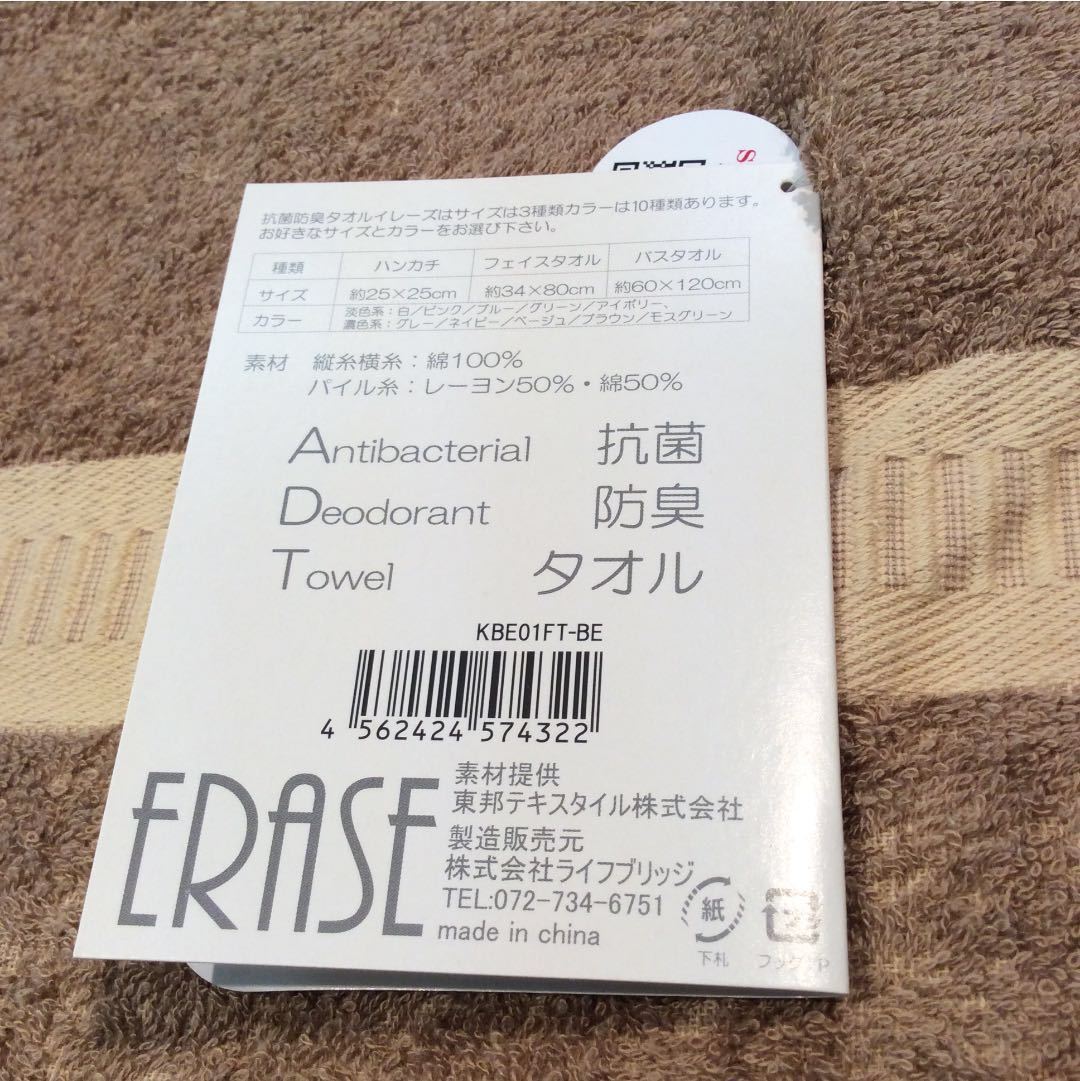 S
抗菌防臭タオルイレーズはサイズは3種類カラーは10種類あります。
お好きなサイズとカラーをお選び下さい。
種類 ハンカチ フェイスタオル バスタオル
サイズ 約25×25cm 約34×80cm 約60×120cm
カラー 淡色系:白/ピンク/ブルー/グリーン/アイボリー、
濃色系:グレー/ネイビー/ベージュ/ブラウン/モスグリーン
素材 縦糸横糸:綿100%
パイル糸:レーヨン50%・綿50%
Antibacterial 抗菌
Deodorant 防臭
Towel タオル
KBE01FT-BE
4 562424 574322
ERASE
素材提供
東邦テキスタイル株式会社
製造販売元
株式会社ライフブリッジ
TEL:072-734-6751
made in china
紙
下札